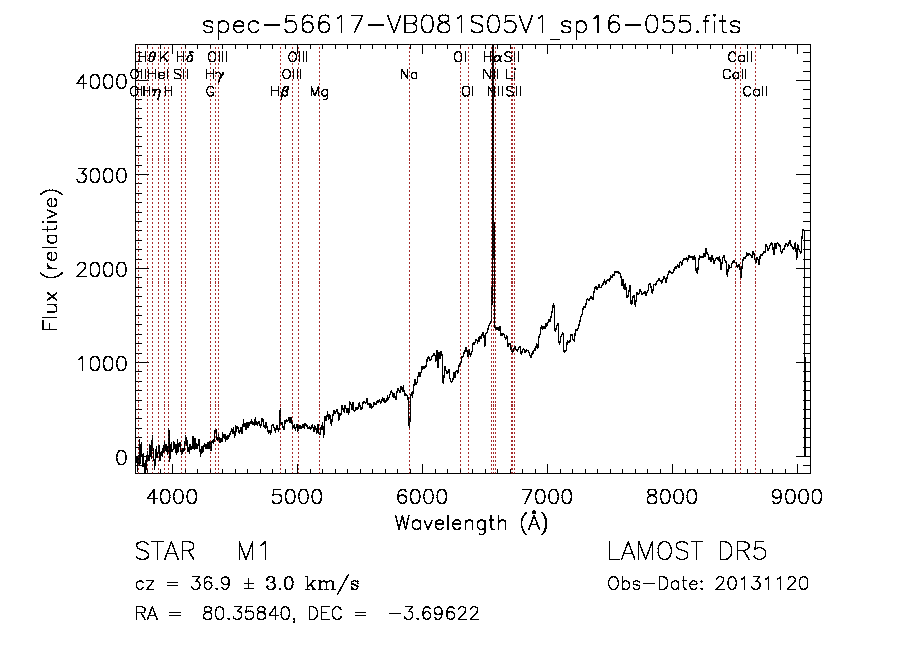 spec-56617-VB081S05V1_sp16-055.fits
Hθ K Hδ OIII OIII OI Hα SII CaII
OII HeI SII Hγ OIII Na NII Li CaII
OII Hη H G Hβ Mg OI NII SII CaII
4000
3000
2000
1000
0
Flux (relative)
4000 5000 6000 7000 8000 9000
Wavelength (Å)
STAR M1 LAMOST DR5
cz = 36.9 ± 3.0 km/s Obs-Date: 20131120
RA = 80.35840, DEC = -3.69622